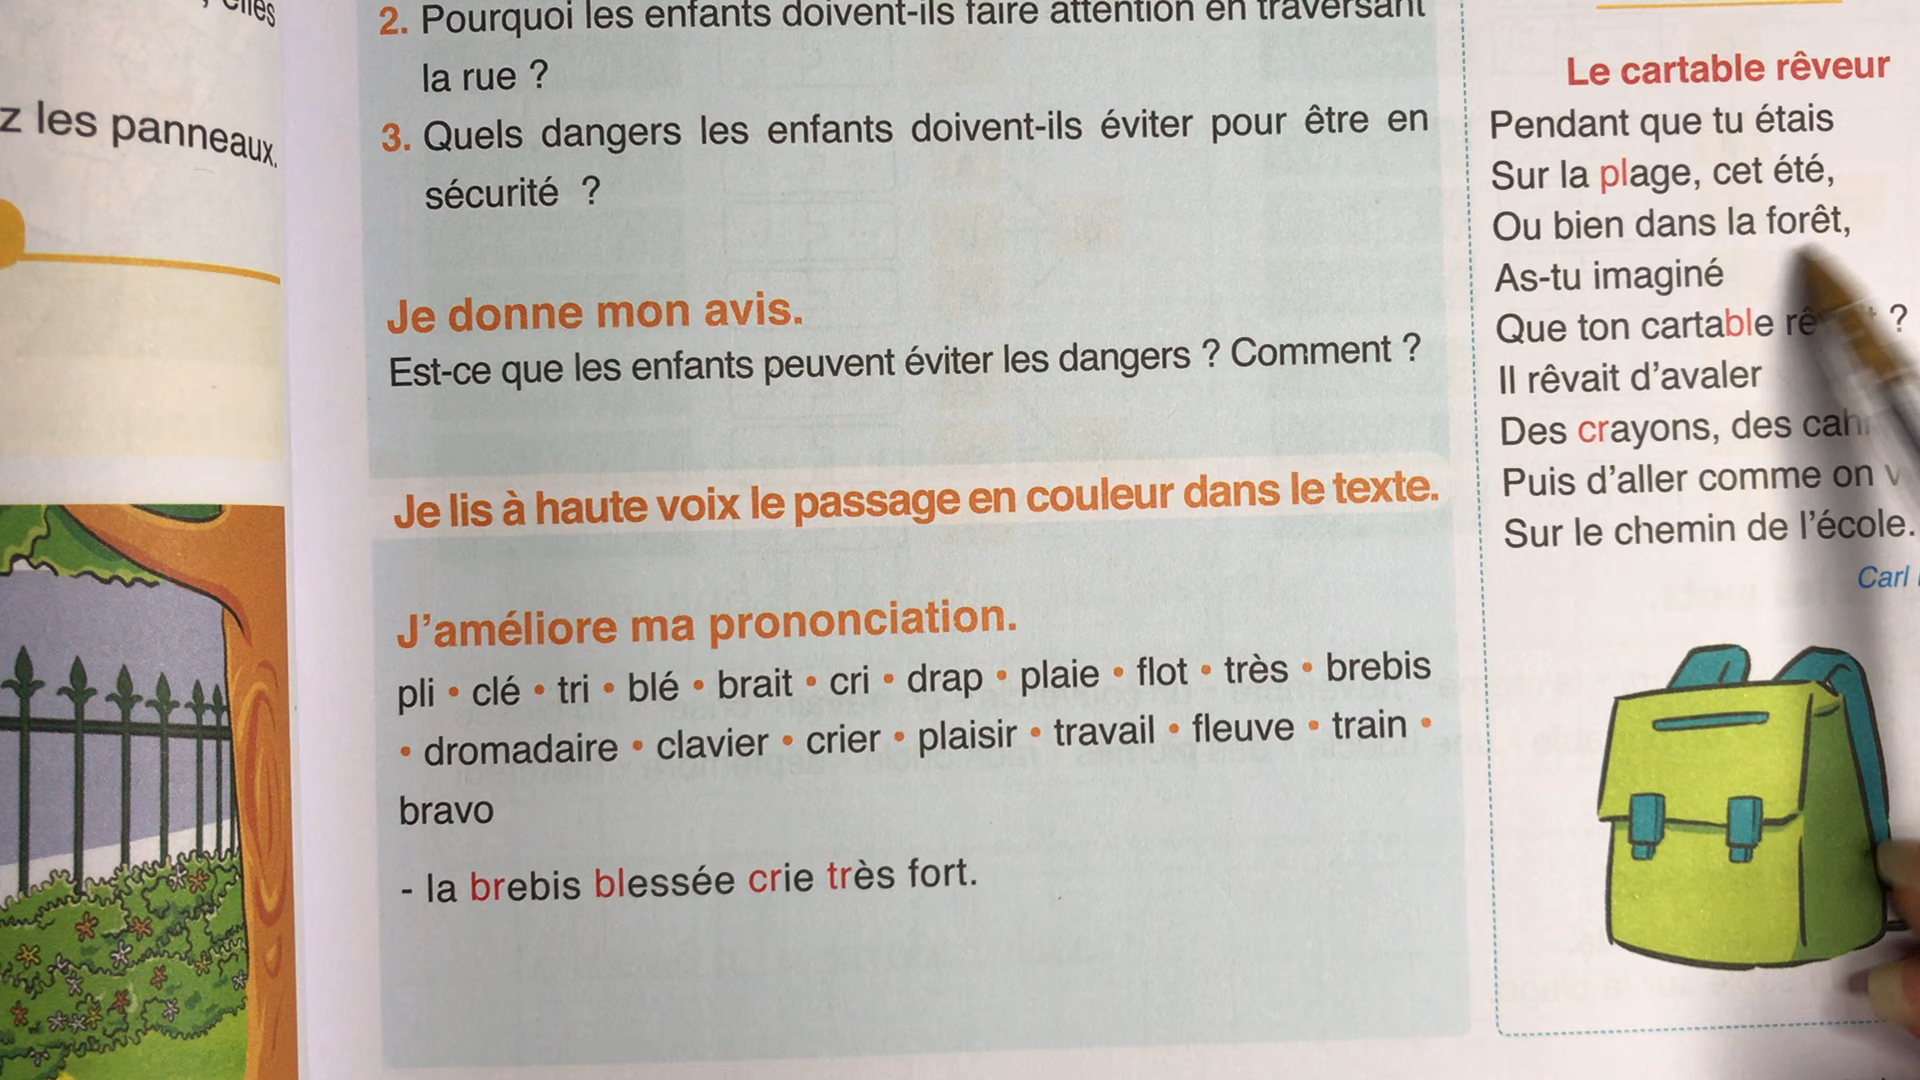 z les panneaux.
2. Pourquoi les enfants doivent-ils faire attention en traversant
la rue ?
3. Quels dangers les enfants doivent-ils éviter pour être en
sécurité ?
Je donne mon avis.
Est-ce que les enfants peuvent éviter les dangers ? Comment ?
Je lis à haute voix le passage en couleur dans le texte.
J'améliore ma prononciation.
pli • clé • tri • blé • brait • cri • drap • plaie • flot • très • brebis
• dromadaire • clavier • crier • plaisir • travail • fleuve • train •
bravo
- la brebis blessée crie très fort.
Le cartable rêveur
Pendant que tu étais
Sur la plage, cet été,
Ou bien dans la forêt,
As-tu imaginé
Que ton cartable ?
Il rêvait d'avaler
Des crayons, des
Puis d'aller comme on
Sur le chemin de l'école.
Carl